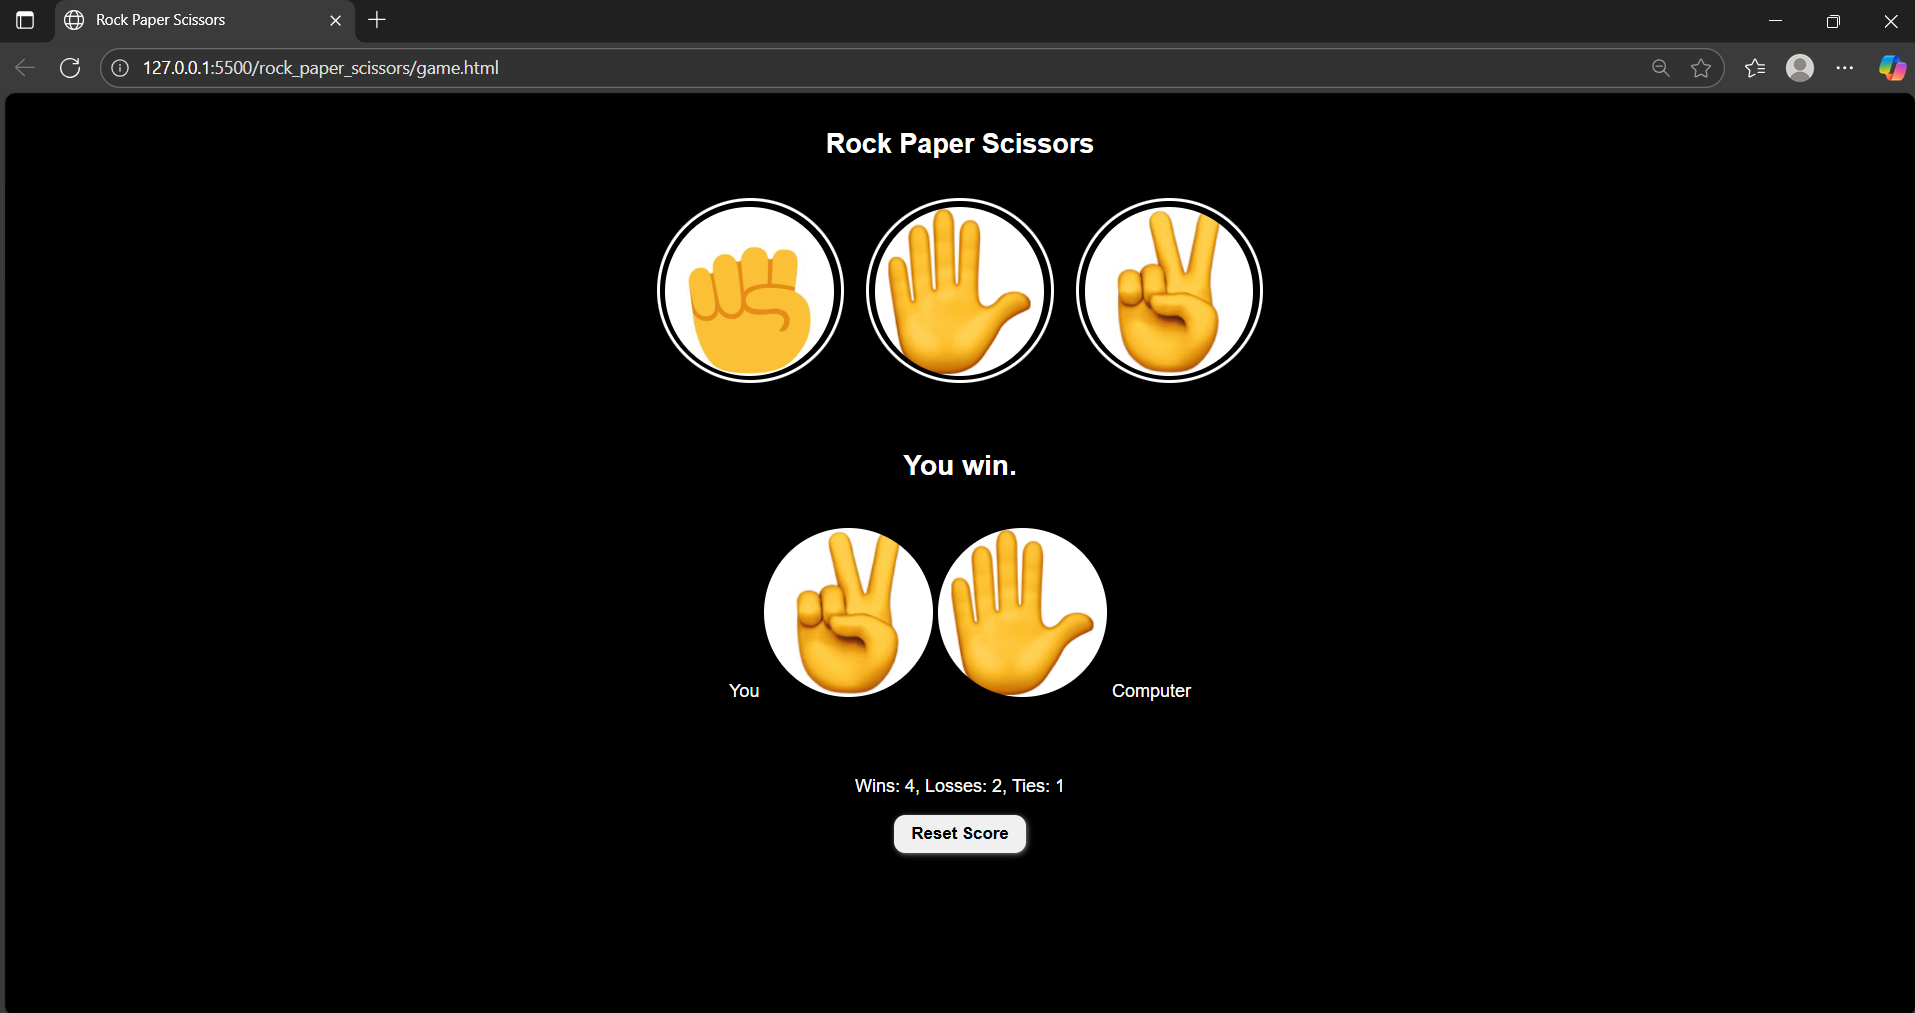 Rock Paper Scissors
127.0.0.1:5500/rock_paper_scissors/game.html
Rock Paper Scissors
You win.
You Computer
Wins: 4, Losses: 2, Ties: 1
Reset Score